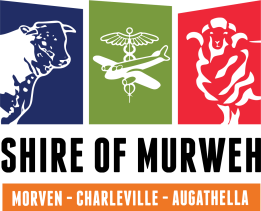 SHIRE OF MURWEH
MORVEN - CHARLEVILLE - AUGATHELLA